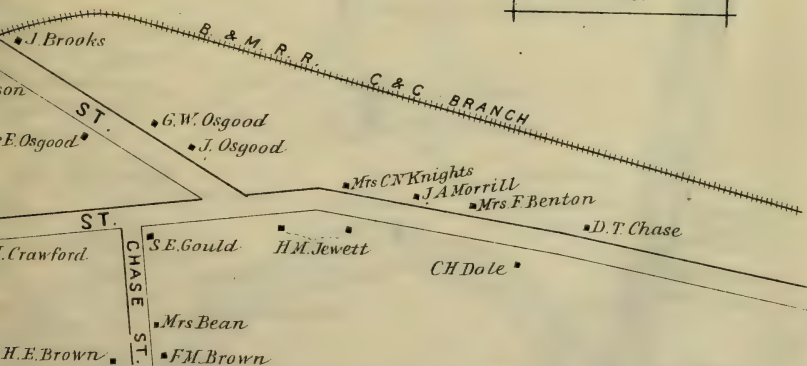 J. Brooks
B. & M. R. R. C. & C. BRANCH
son
ST.
G. W. Osgood
E. Osgood
J. Osgood
Mrs C N Knights
J A Morrill
Mrs. F. Benton
ST.
D. T. Chase
S. E. Gould
H. M. Jewett
. Crawford
C H Dole
CHASE ST.
Mrs Bean
H. E. Brown
F. M. Brown